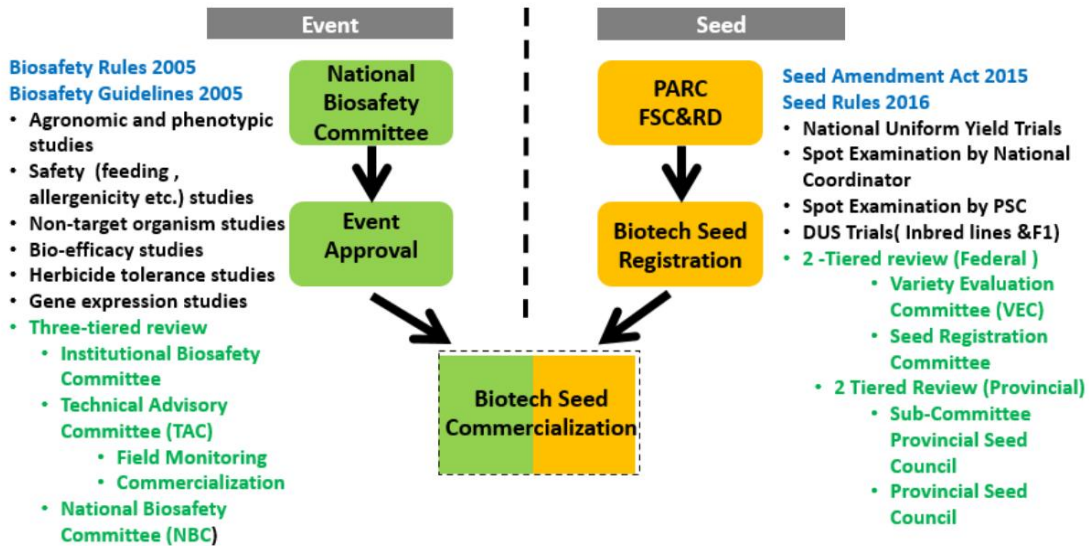 Event
Seed
Biosafety Rules 2005
Biosafety Guidelines 2005
• Agronomic and phenotypic
studies
• Safety (feeding ,
allergenicity etc.) studies
• Non-target organism studies
• Bio-efficacy studies
• Herbicide tolerance studies
• Gene expression studies
• Three-tiered review
• Institutional Biosafety
Committee
• Technical Advisory
Committee (TAC)
• Field Monitoring
• Commercialization
• National Biosafety
Committee (NBC)
National
Biosafety
Committee
Event
Approval
PARC
FSC&RD
Biotech Seed
Registration
Biotech Seed
Commercialization
Seed Amendment Act 2015
Seed Rules 2016
• National Uniform Yield Trials
• Spot Examination by National
Coordinator
• Spot Examination by PSC
• DUS Trials( Inbred lines &F1)
• 2 -Tiered review (Federal )
• Variety Evaluation
Committee (VEC)
• Seed Registration
Committee
• 2 Tiered Review (Provincial)
• Sub-Committee
Provincial Seed
Council
• Provincial Seed
Council